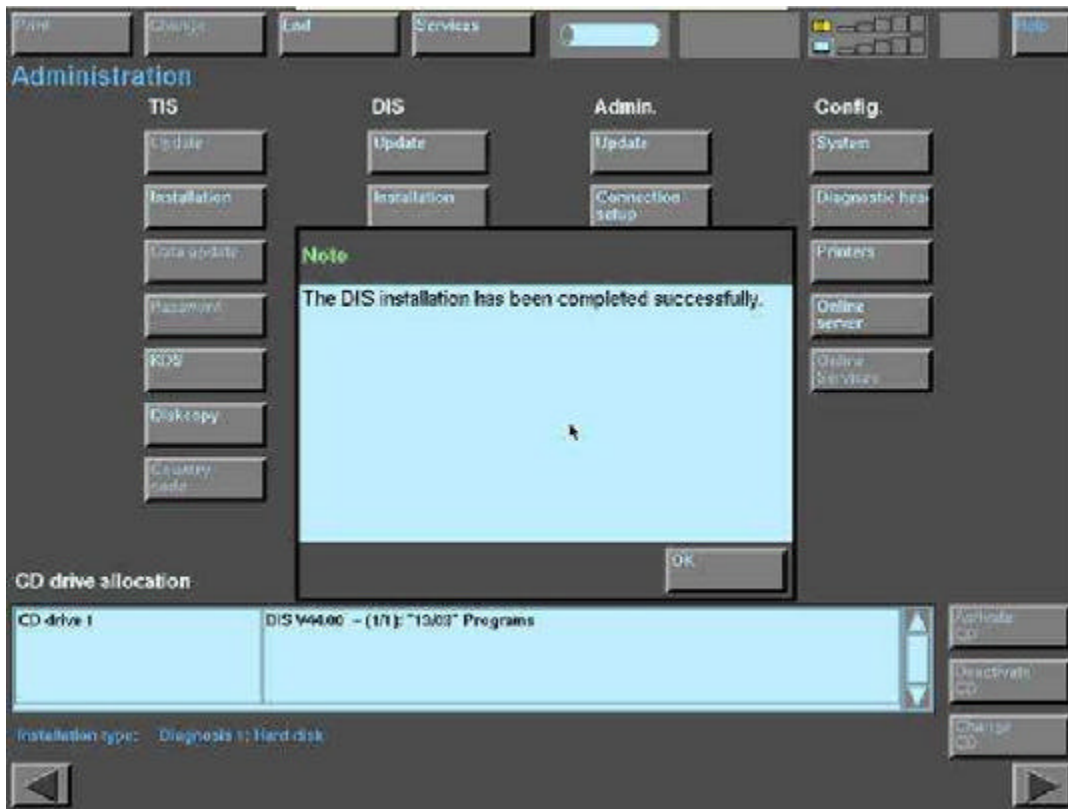 Print
Change
End
Services
Help
Administration
TIS
DIS
Admin.
Config.
Update
Update
Update
System
Installation
Installation
Connection
setup
Diagnostic hea
Data update
Printers
Password
Online
server
KDS
Online
Services
Diskcopy
Country
code
Note
The DIS installation has been completed successfully.
OK
CD drive allocation
CD drive 1
DIS V44.00 - (1/1): "13/03" Programs
Activate
CD
Deactivate
CD
Change
CD
Installation type: Diagnosis 1: Hard disk